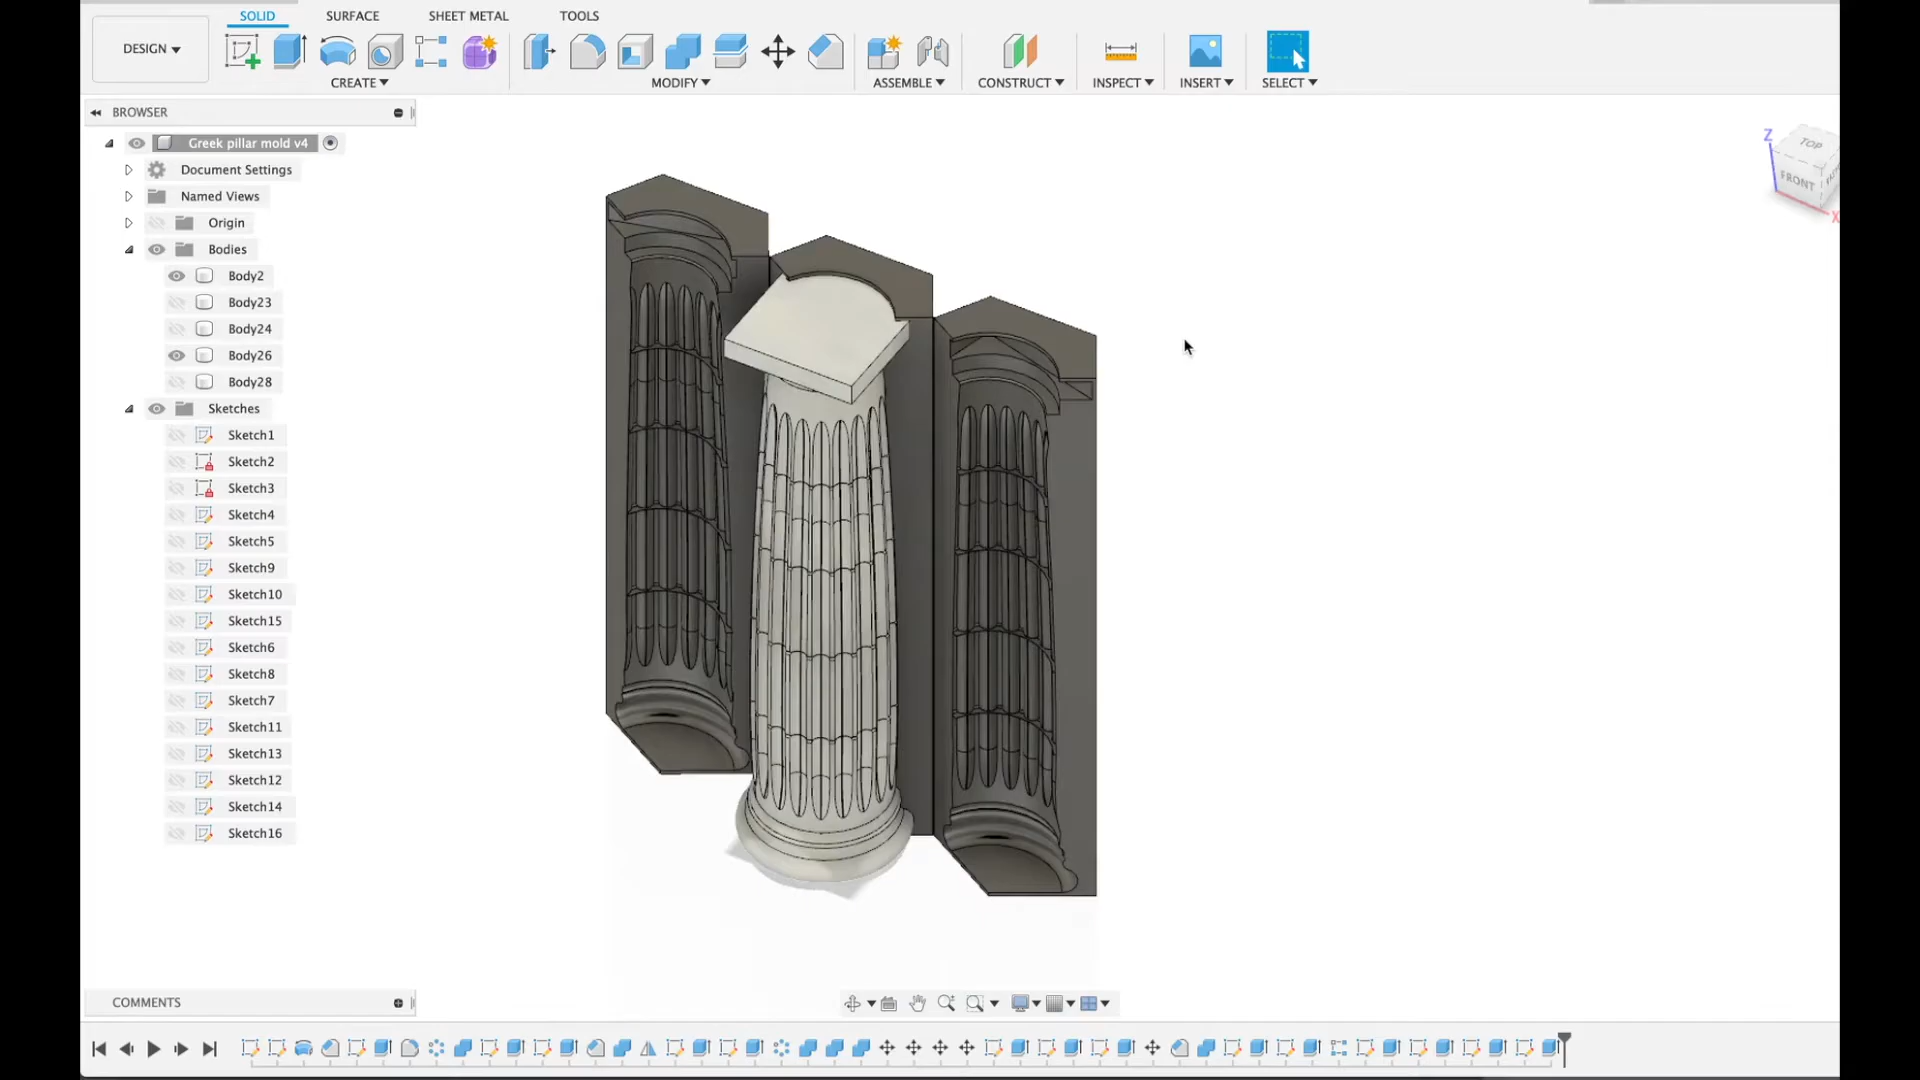 SOLID SURFACE SHEET METAL TOOLS
DESIGN
CREATE MODIFY ASSEMBLE CONSTRUCT INSPECT INSERT SELECT
BROWSER
Greek pillar mold v4
Document Settings
Named Views
Origin
Bodies
Body2
Body23
Body24
Body26
Body28
Sketches
Sketch1
Sketch2
Sketch3
Sketch4
Sketch5
Sketch9
Sketch10
Sketch15
Sketch6
Sketch8
Sketch7
Sketch11
Sketch13
Sketch12
Sketch14
Sketch16
Z
TOP
FRONT
X
COMMENTS